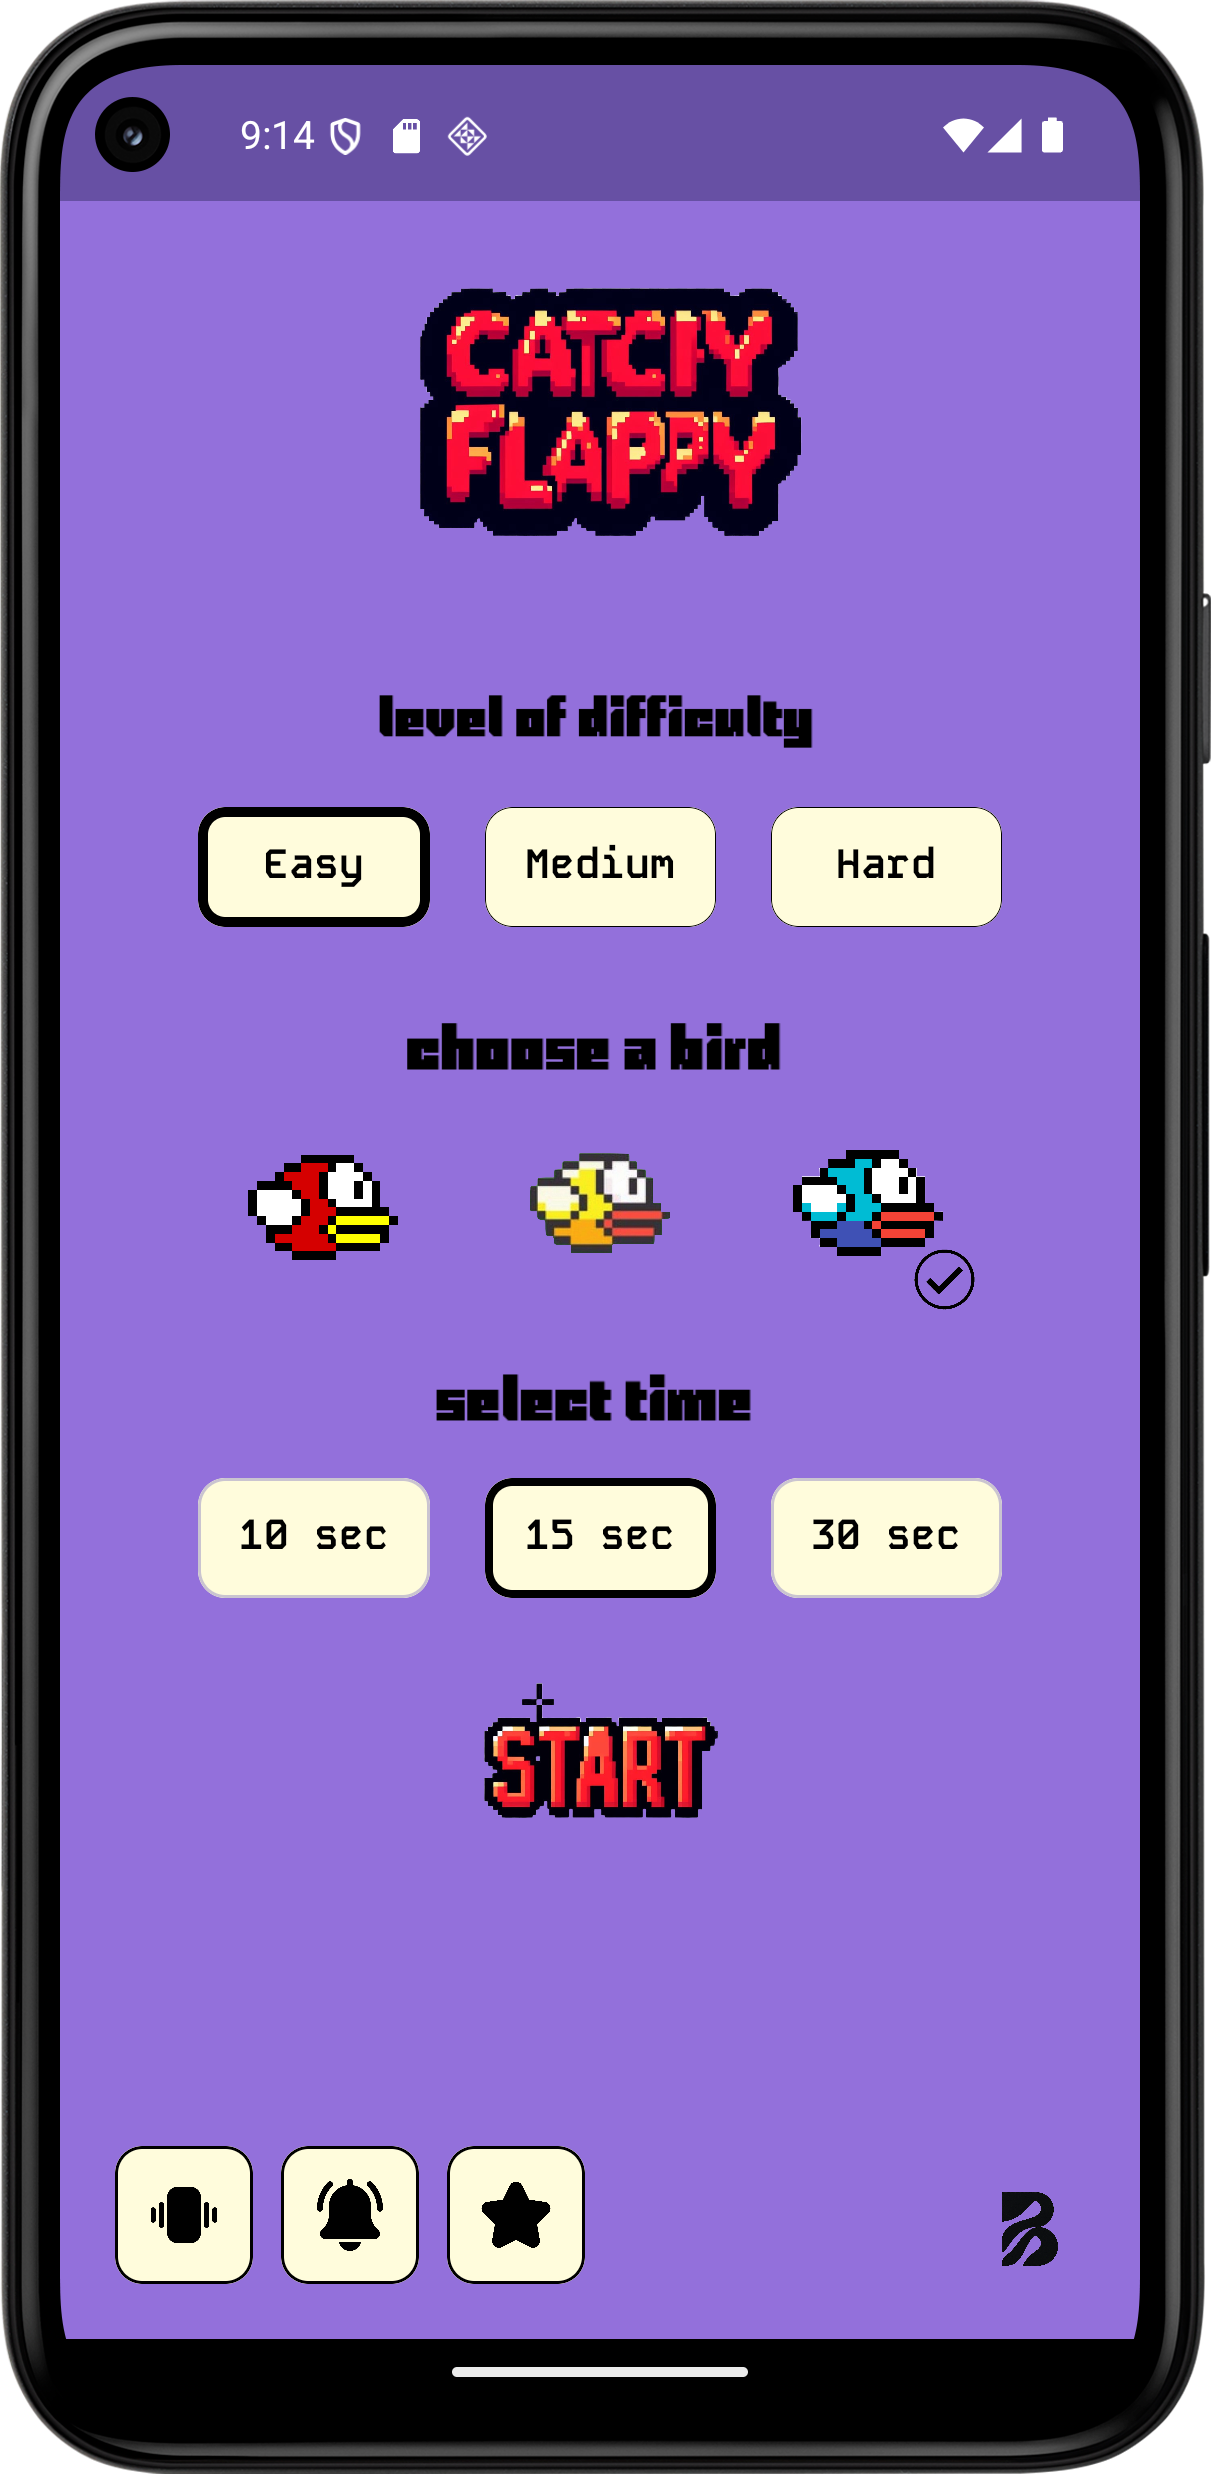 9:14
CATCIY
FLAPPY
level of difficulty
Easy Medium Hard
choose a bird
select time
10 sec 15 sec 30 sec
START
B